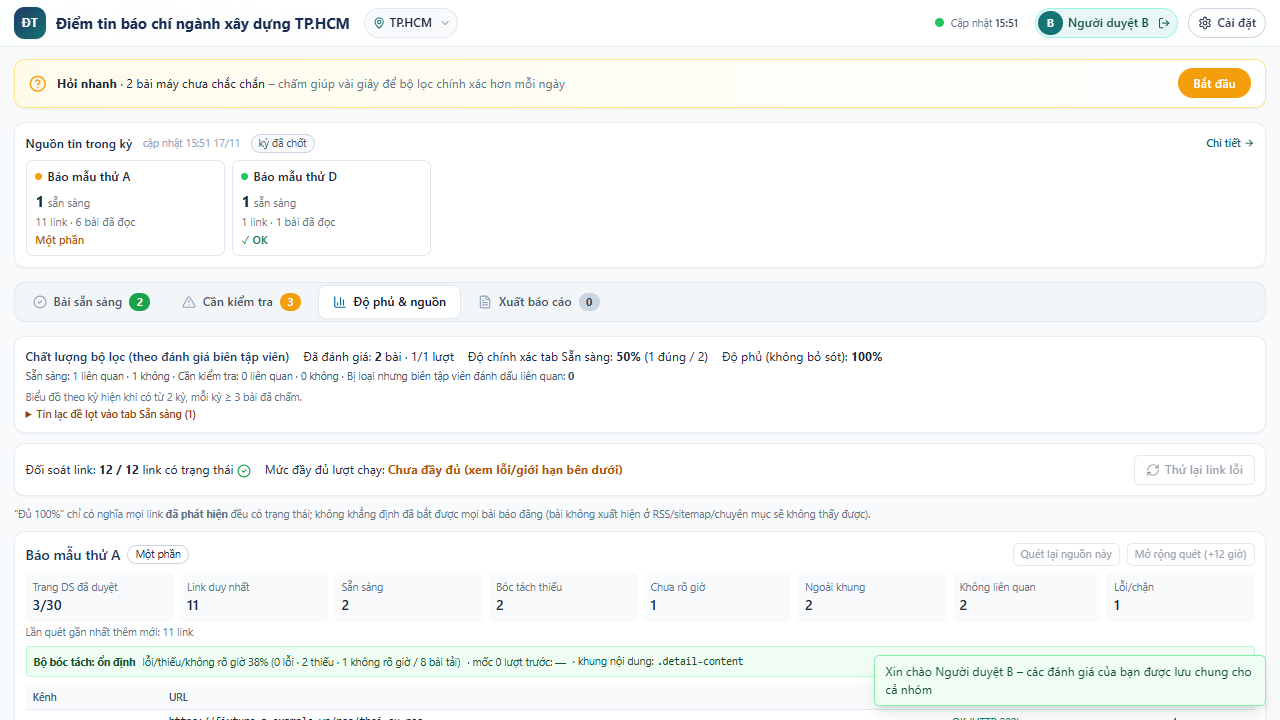 ĐT Điểm tin báo chí ngành xây dựng TP.HCM TP.HCM Cập nhật 15:51 B Người duyệt B Cài đặt
Hỏi nhanh · 2 bài máy chưa chắc chắn – chấm giúp vài giây để bộ lọc chính xác hơn mỗi ngày Bắt đầu
Nguồn tin trong kỳ cập nhật 15:51 17/11 kỳ đã chốt Chi tiết →
Báo mẫu thử A
1 sẵn sàng
11 link · 6 bài đã đọc
Một phần
Báo mẫu thử D
1 sẵn sàng
1 link · 1 bài đã đọc
✓ OK
Bài sẵn sàng 2 Cần kiểm tra 3 Độ phủ & nguồn Xuất báo cáo 0
Chất lượng bộ lọc (theo đánh giá biên tập viên) Đã đánh giá: 2 bài · 1/1 lượt Độ chính xác tab Sẵn sàng: 50% (1 đúng / 2) Độ phủ (không bỏ sót): 100%
Sẵn sàng: 1 liên quan · 1 không · Cần kiểm tra: 0 liên quan · 0 không · Bị loại nhưng biên tập viên đánh dấu liên quan: 0
Biểu đồ theo kỳ hiện khi có từ 2 kỳ, mỗi kỳ ≥ 3 bài đã chấm.
▶ Tin lạc đề lọt vào tab Sẵn sàng (1)
Đối soát link: 12 / 12 link có trạng thái Mức đầy đủ lượt chạy: Chưa đầy đủ (xem lỗi/giới hạn bên dưới) Thử lại link lỗi
"Đủ 100%" chỉ có nghĩa mọi link đã phát hiện đều có trạng thái; không khẳng định đã bắt được mọi bài báo đăng (bài không xuất hiện ở RSS/sitemap/chuyên mục sẽ không thấy được).
Báo mẫu thử A Một phần Quét lại nguồn này Mở rộng quét (+12 giờ)
Trang DS đã duyệt Link duy nhất Sẵn sàng Bóc tách thiếu Chưa rõ giờ Ngoài khung Không liên quan Lỗi/chặn
3/30 11 2 2 1 2 2 1
Lần quét gần nhất thêm mới: 11 link
Bộ bóc tách: ổn định lỗi/thiếu/không rõ giờ 38% (0 lỗi · 2 thiếu · 1 không rõ giờ / 8 bài tải) · mốc 0 lượt trước: — · khung nội dung: .detail-content
Xin chào Người duyệt B – các đánh giá của bạn được lưu chung cho
cả nhóm
Kênh URL